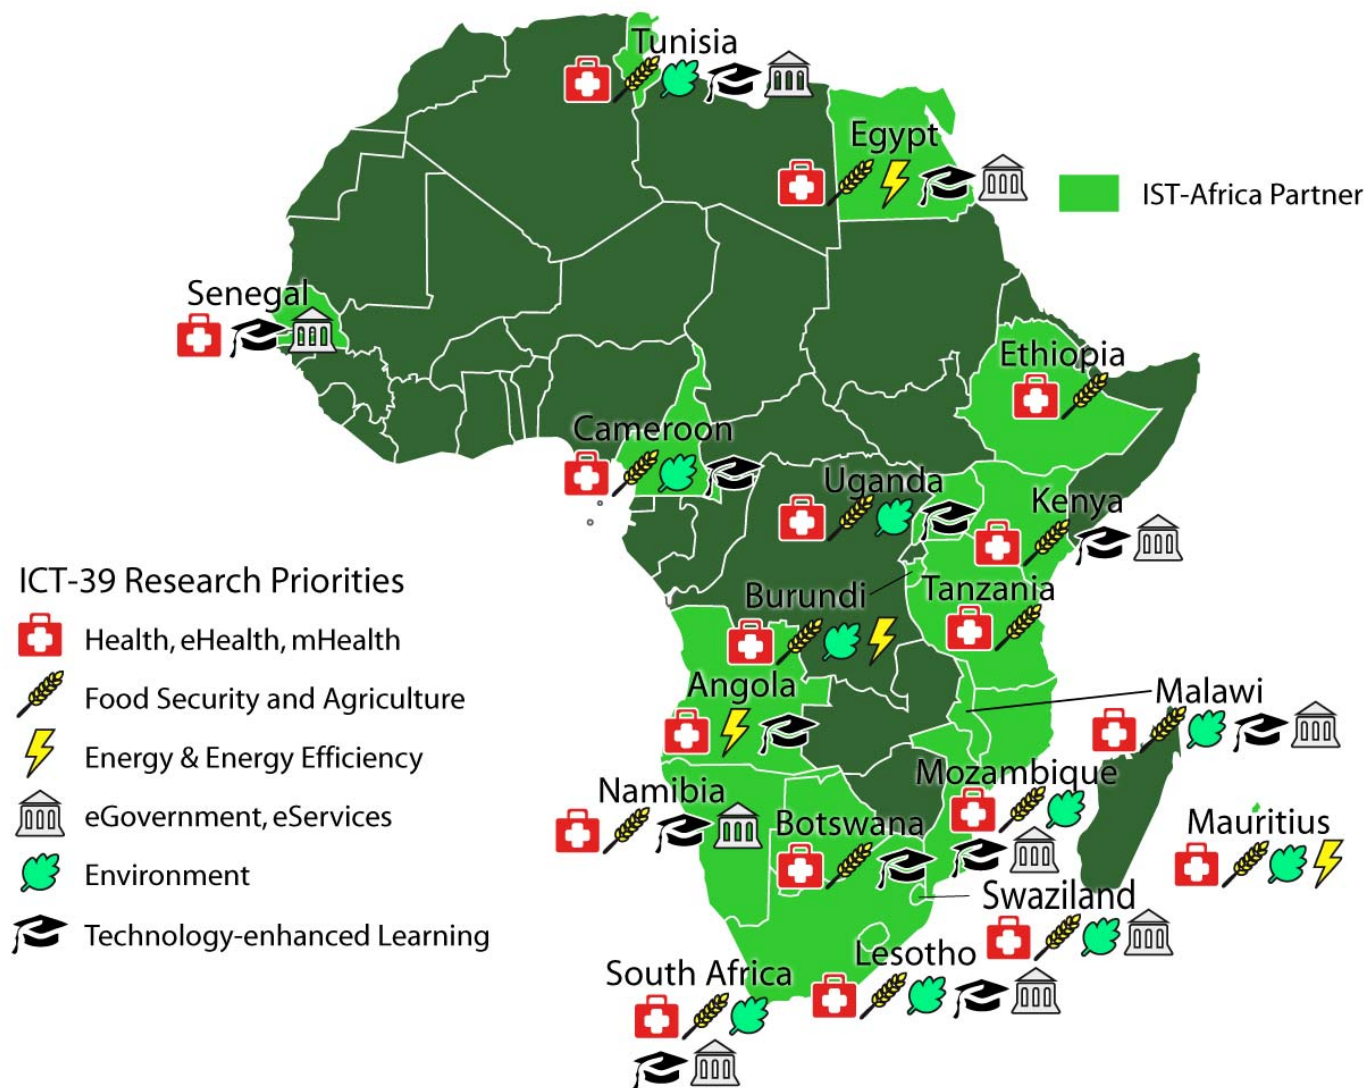 Tunisia
Egypt
IST-Africa Partner
Senegal
Ethiopia
Cameroon
Uganda
Kenya
ICT-39 Research Priorities
Health, eHealth, mHealth
Food Security and Agriculture
Energy & Energy Efficiency
eGovernment, eServices
Environment
Technology-enhanced Learning
Burundi
Tanzania
Angola
Malawi
Namibia
Mozambique
Botswana
Mauritius
Swaziland
Lesotho
South Africa